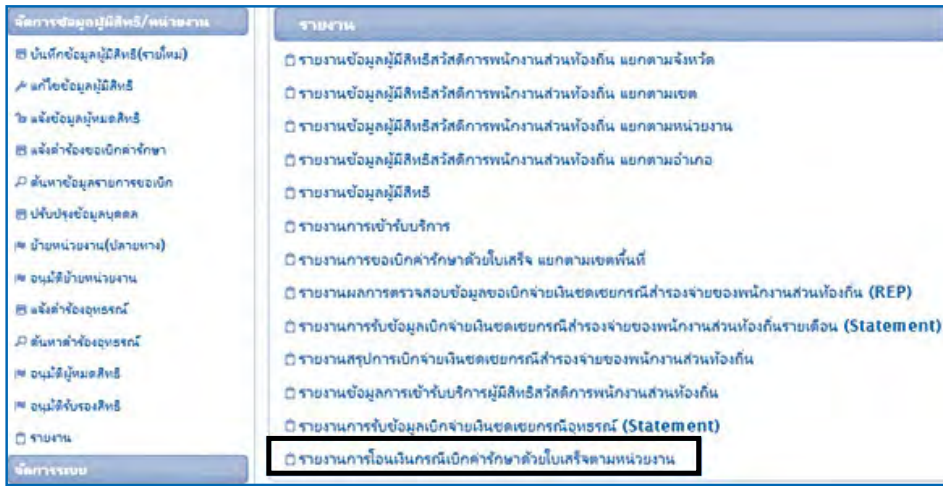 จัดการข้อมูลผู้มีสิทธิ/หน่วยงาน
บันทึกข้อมูลผู้มีสิทธิ(รายใหม่)
แก้ไขข้อมูลผู้มีสิทธิ
แจ้งข้อมูลผู้หมดสิทธิ
แจ้งคำร้องขอเบิกค่ารักษา
ค้นหาข้อมูลรายการขอเบิก
ปรับปรุงข้อมูลบุคคล
ย้ายหน่วยงาน(ปลายทาง)
อนุมัติย้ายหน่วยงาน
แจ้งคำร้องอุทธรณ์
ค้นหาคำร้องอุทธรณ์
อนุมัติผู้หมดสิทธิ
อนุมัติรับรองสิทธิ
รายงาน
จัดการระบบ
รายงาน
รายงานข้อมูลผู้มีสิทธิสวัสดิการพนักงานส่วนท้องถิ่น แยกตามจังหวัด
รายงานข้อมูลผู้มีสิทธิสวัสดิการพนักงานส่วนท้องถิ่น แยกตามเขต
รายงานข้อมูลผู้มีสิทธิสวัสดิการพนักงานส่วนท้องถิ่น แยกตามหน่วยงาน
รายงานข้อมูลผู้มีสิทธิสวัสดิการพนักงานส่วนท้องถิ่น แยกตามอำเภอ
รายงานข้อมูลผู้มีสิทธิ
รายงานการเข้ารับบริการ
รายงานการขอเบิกค่ารักษาด้วยใบเสร็จ แยกตามเขตพื้นที่
รายงานผลการตรวจสอบข้อมูลขอเบิกจ่ายเงินชดเชยกรณีสำรองจ่ายของพนักงานส่วนท้องถิ่น (REP)
รายงานการรับข้อมูลเบิกจ่ายเงินชดเชยกรณีสำรองจ่ายของพนักงานส่วนท้องถิ่นรายเดือน (Statement)
รายงานสรุปการเบิกจ่ายเงินชดเชยกรณีสำรองจ่ายของพนักงานส่วนท้องถิ่น
รายงานข้อมูลการเข้ารับบริการผู้มีสิทธิสวัสดิการพนักงานส่วนท้องถิ่น
รายงานการรับข้อมูลเบิกจ่ายเงินชดเชยกรณีอุทธรณ์ (Statement)
รายงานการโอนเงินกรณีเบิกค่ารักษาด้วยใบเสร็จตามหน่วยงาน